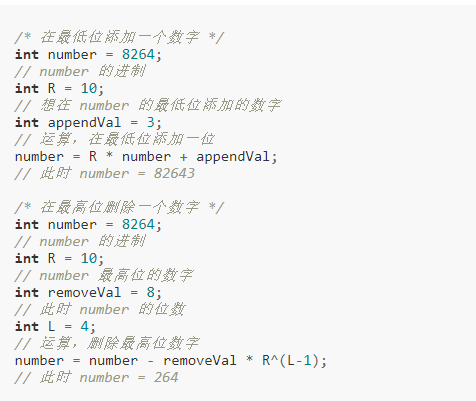 /* 在最低位添加一个数字 */
int number = 8264;
// number 的进制
int R = 10;
// 想在 number 的最低位添加的数字
int appendVal = 3;
// 运算，在最低位添加一位
number = R * number + appendVal;
// 此时 number = 82643
/* 在最高位删除一个数字 */
int number = 8264;
// number 的进制
int R = 10;
// number 最高位的数字
int removeVal = 8;
// 此时 number 的位数
int L = 4;
// 运算，删除最高位数字
number = number - removeVal * R^(L-1);
// 此时 number = 264